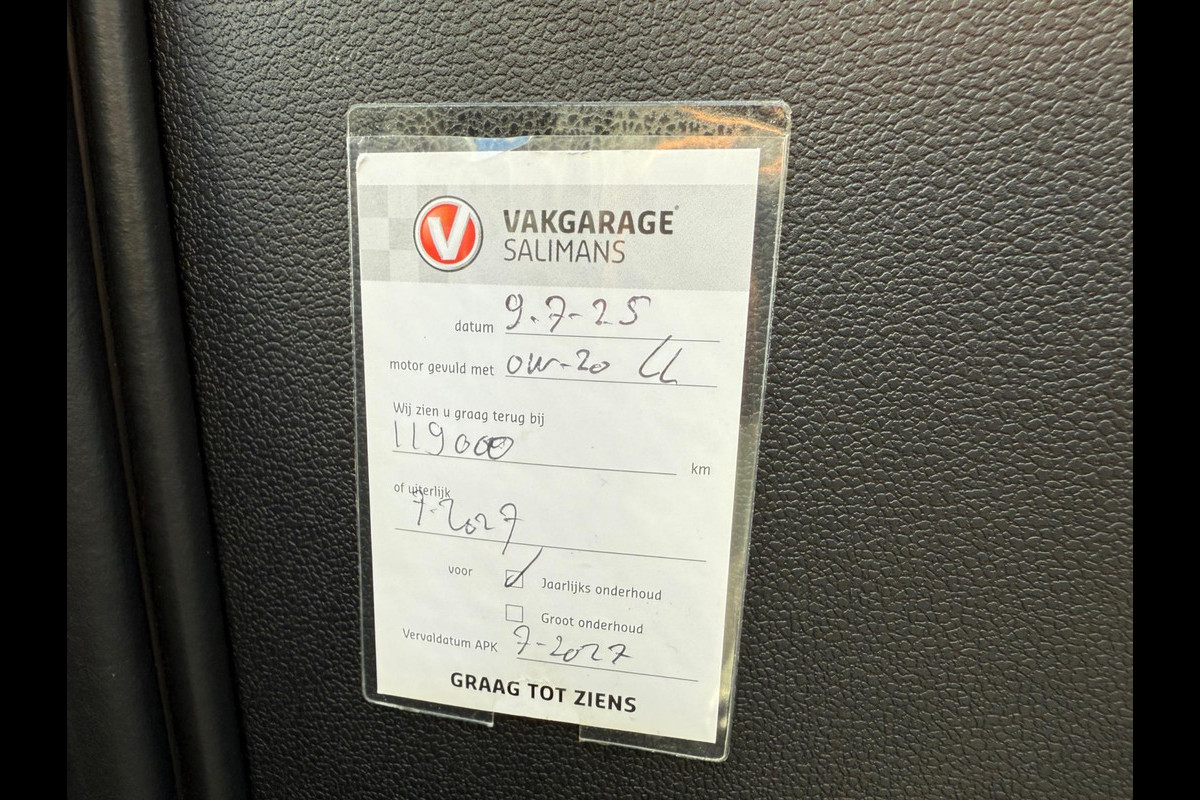 VAKGARAGE
SALIMANS
datum 9.7-25
motor gevuld met 0W-20 LL
Wij zien u graag terug bij
119000 km
of uiterlijk
7-2027
voor Jaarlijks onderhoud
Groot onderhoud
Vervaldatum APK 7-2027
GRAAG TOT ZIENS